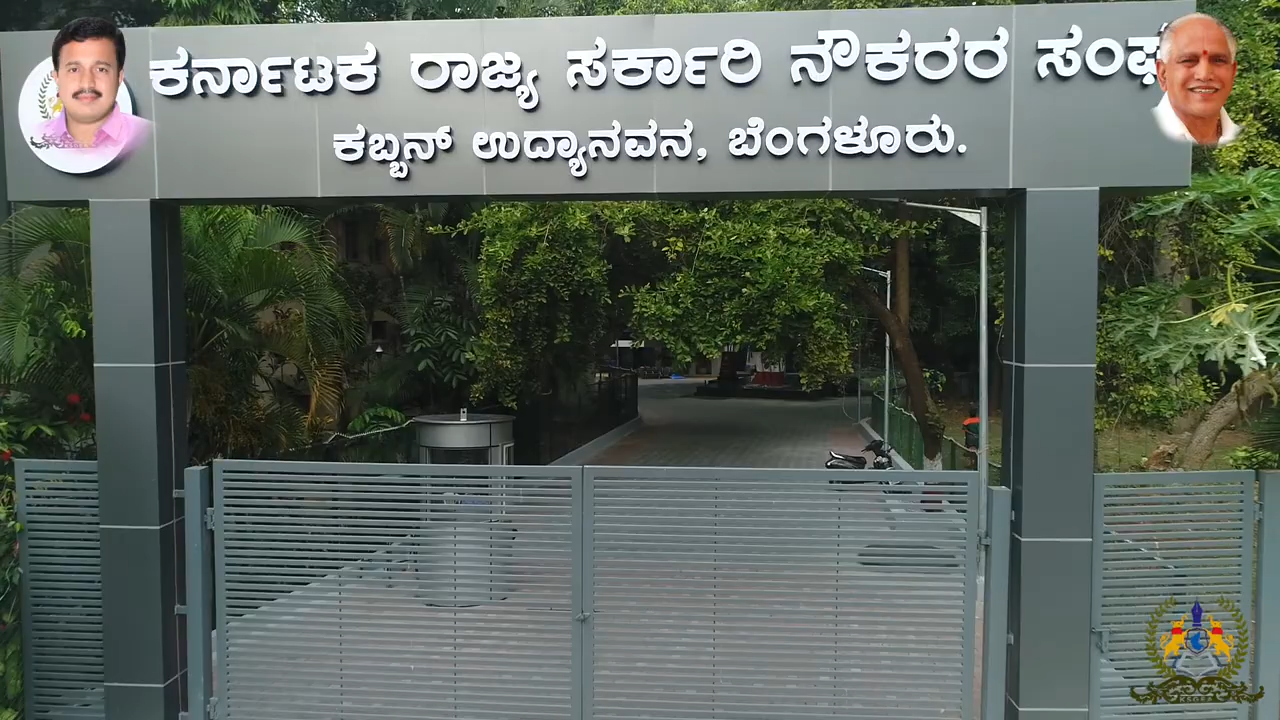 ಕರ್ನಾಟಕ ರಾಜ್ಯ ಸರ್ಕಾರಿ ನೌಕರರ ಸಂಘ
ಕಬ್ಬನ್ ಉದ್ಯಾನವನ, ಬೆಂಗಳೂರು.